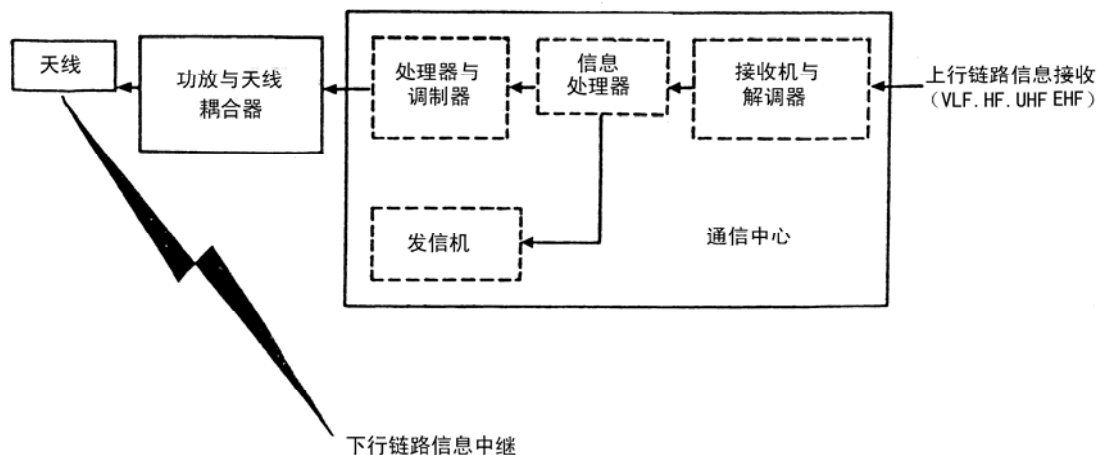 天线
功放与天线
耦合器
处理器与
调制器
信息
处理器
接收机与
解调器
上行链路信息接收
（VLF.HF.UHF EHF）
发信机
通信中心
下行链路信息中继